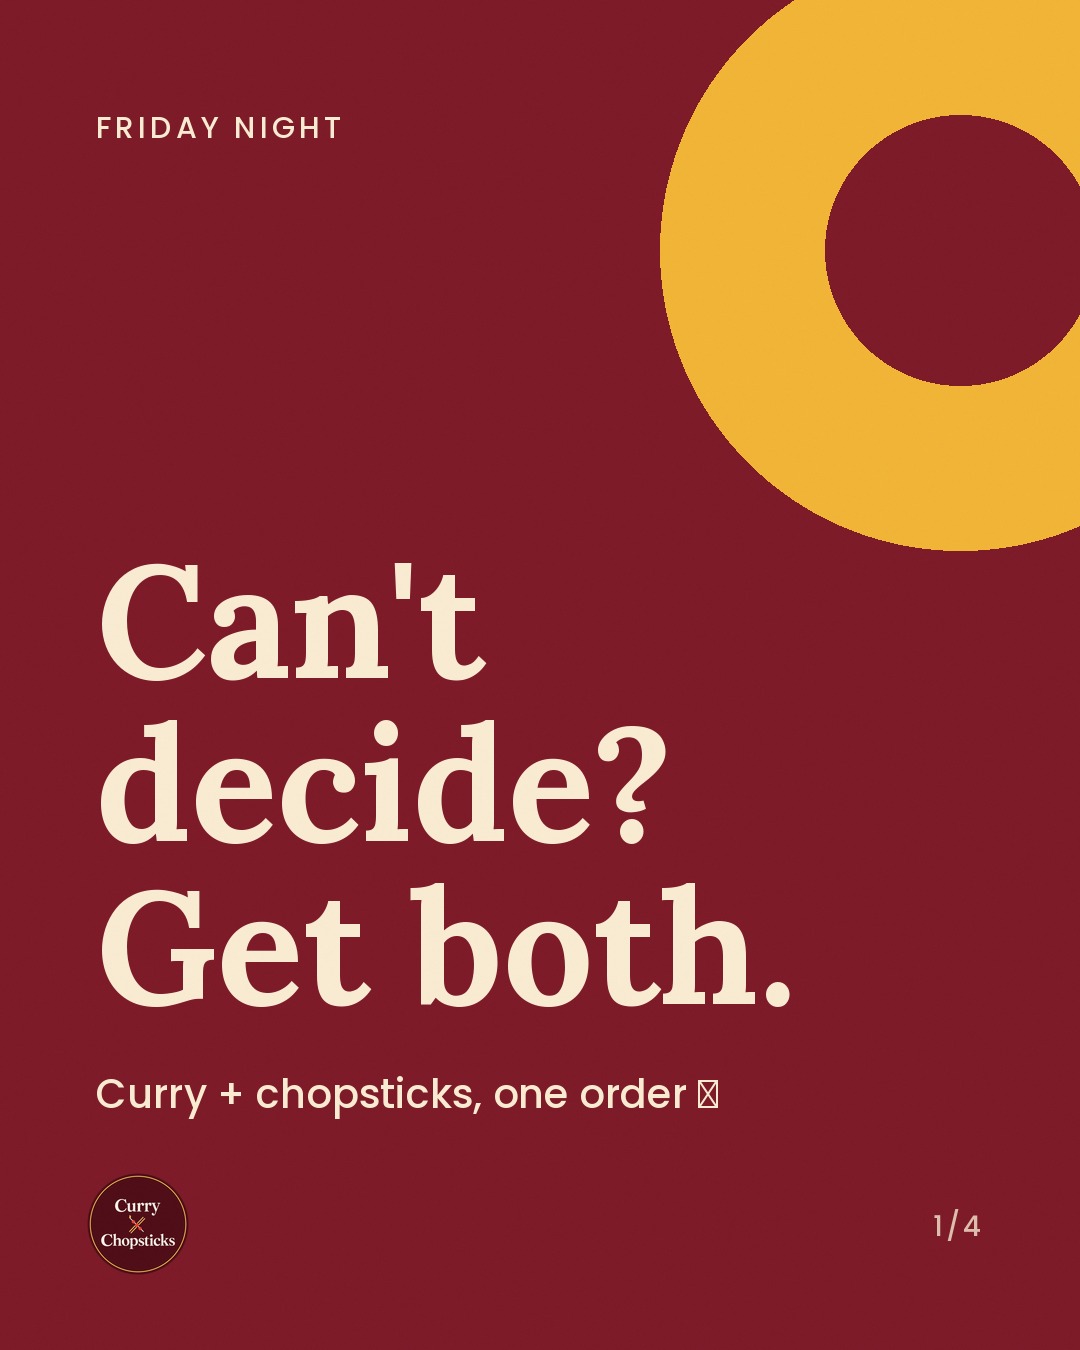 FRIDAY NIGHT
Can't
decide?
Get both.
Curry + chopsticks, one order
Curry
Chopsticks
1/4